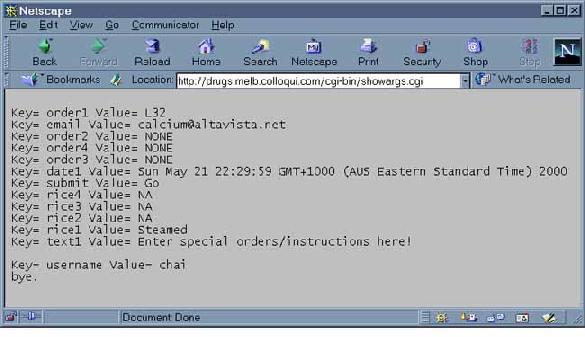 Netscape
File Edit View Go Communicator Help
Back Forward Reload Home Search Netscape Print Security Shop Stop N
Bookmarks Location: http://drugs.melb.colloqui.com/cgi-bin/showargs.cgi What's Related
Key= order1 Value= L32
Key= email Value= calcium@altavista.net
Key= order2 Value= NONE
Key= order4 Value= NONE
Key= order3 Value= NONE
Key= date1 Value= Sun May 21 22:29:59 GMT+1000 (AUS Eastern Standard Time) 2000
Key= submit Value= Go
Key= rice4 Value= NA
Key= rice3 Value= NA
Key= rice2 Value= NA
Key= rice1 Value= Steamed
Key= text1 Value= Enter special orders/instructions here!
Key= username Value= chai
bye.
Document Done